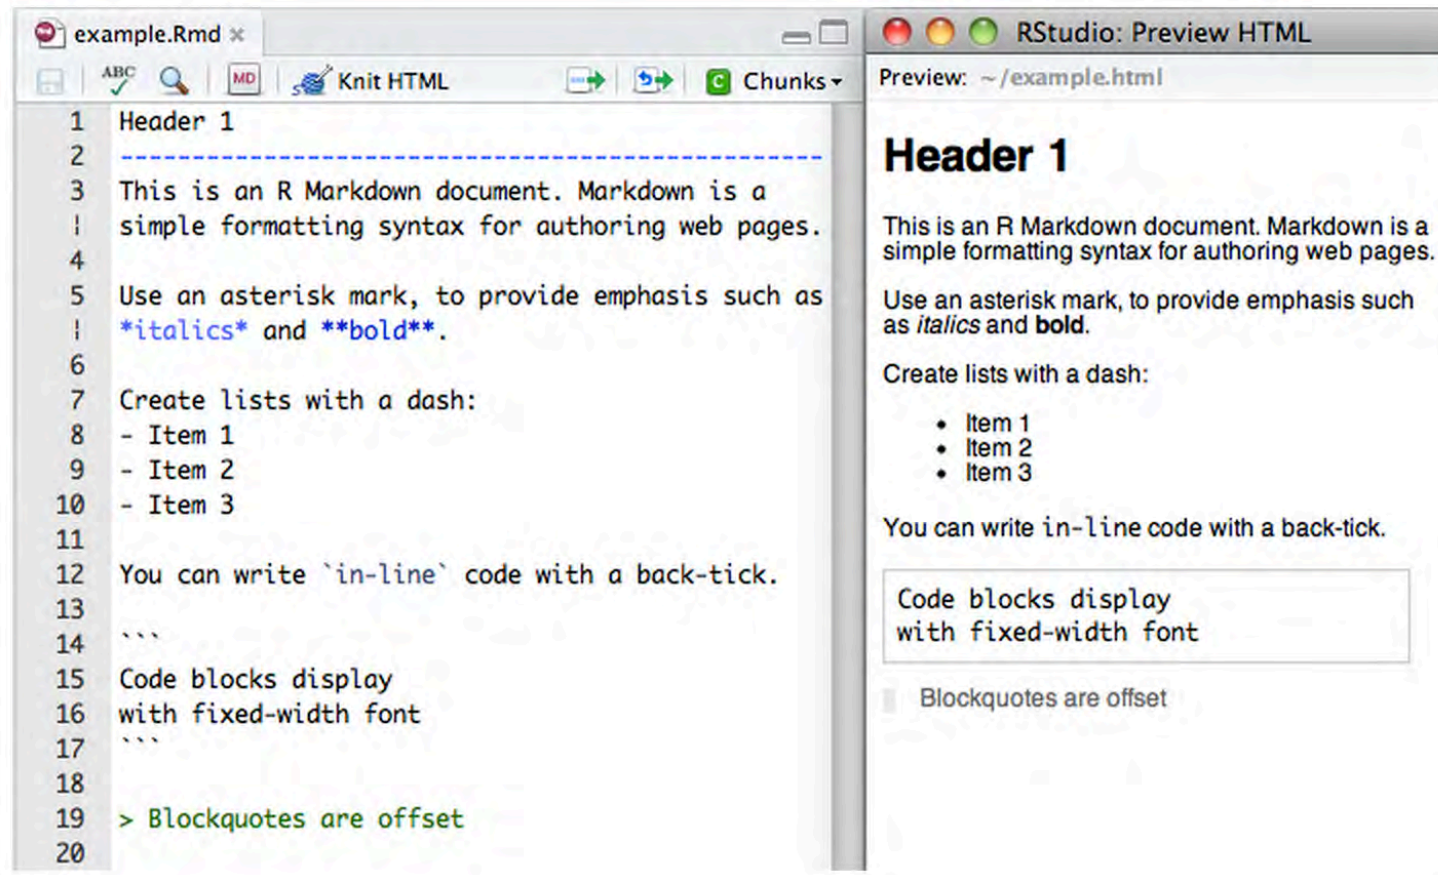 example.Rmd
ABC MD Knit HTML C Chunks
1 Header 1
2 -------------------------------------------------
3 This is an R Markdown document. Markdown is a
¦ simple formatting syntax for authoring web pages.
4
5 Use an asterisk mark, to provide emphasis such as
¦ *italics* and **bold**.
6
7 Create lists with a dash:
8 - Item 1
9 - Item 2
10 - Item 3
11
12 You can write `in-line` code with a back-tick.
13
14 ```
15 Code blocks display
16 with fixed-width font
17 ```
18
19 > Blockquotes are offset
20
RStudio: Preview HTML
Preview: ~/example.html
Header 1
This is an R Markdown document. Markdown is a
simple formatting syntax for authoring web pages.
Use an asterisk mark, to provide emphasis such
as italics and bold.
Create lists with a dash:
• Item 1
• Item 2
• Item 3
You can write in-line code with a back-tick.
Code blocks display
with fixed-width font
Blockquotes are offset